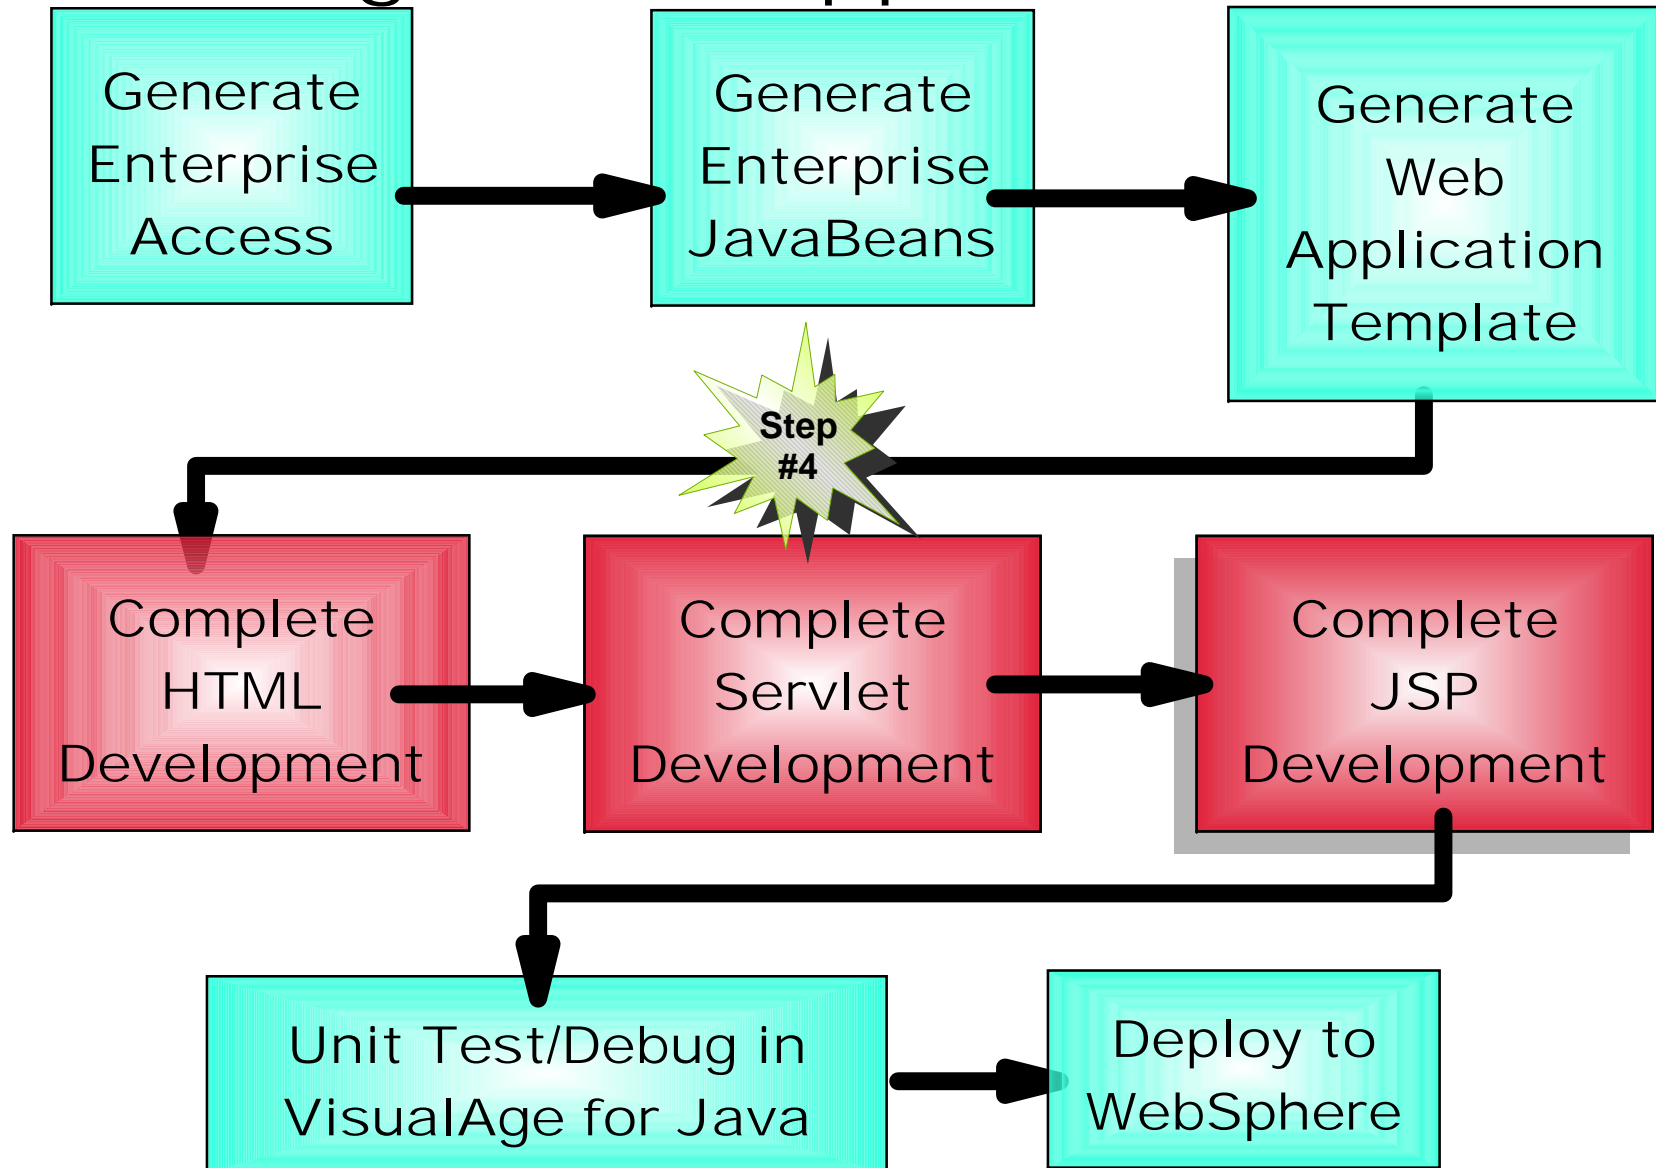 Generate
Enterprise
Access
Generate
Enterprise
JavaBeans
Generate
Web
Application
Template
Step
#4
Complete
HTML
Development
Complete
Servlet
Development
Complete
JSP
Development
Unit Test/Debug in
VisualAge for Java
Deploy to
WebSphere